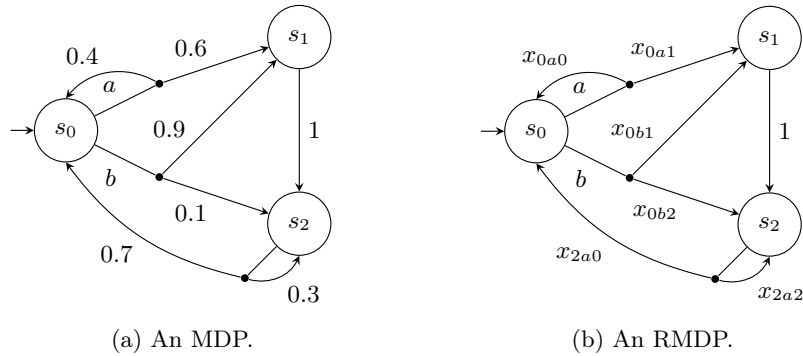 0.4
0.6
s₁
a
s₀
0.9
1
b
0.1
s₂
0.7
0.3
(a) An MDP.
x₀ₐ₀
x₀ₐ₁
s₁
a
s₀
x₀b₁
1
b
x₀b₂
s₂
x₂ₐ₀
x₂ₐ₂
(b) An RMDP.